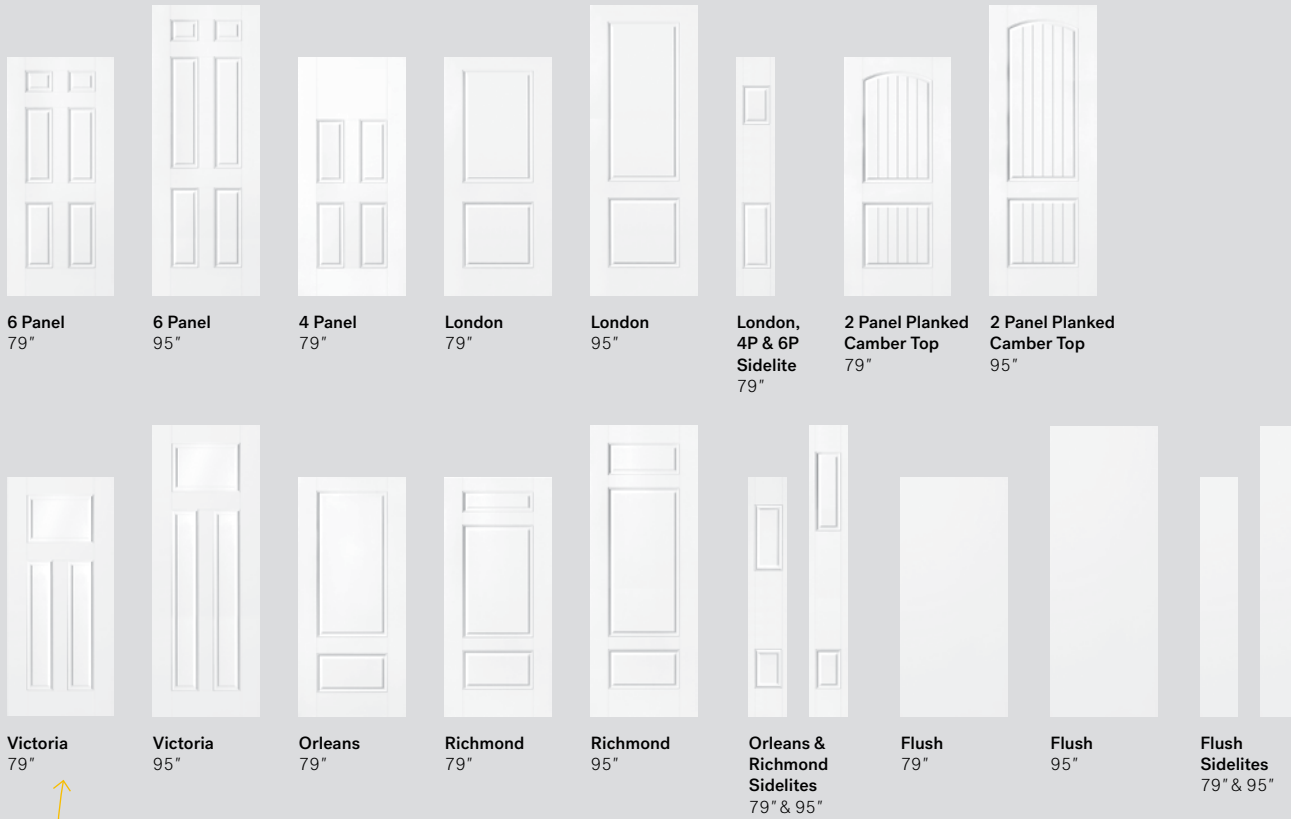 6 Panel
79″
6 Panel
95″
4 Panel
79″
London
79″
London
95″
London,
4P & 6P
Sidelite
79″
2 Panel Planked
Camber Top
79″
2 Panel Planked
Camber Top
95″
Victoria
79″
Victoria
95″
Orleans
79″
Richmond
79″
Richmond
95″
Orleans &
Richmond
Sidelites
79″ & 95″
Flush
79″
Flush
95″
Flush
Sidelites
79″ & 95″